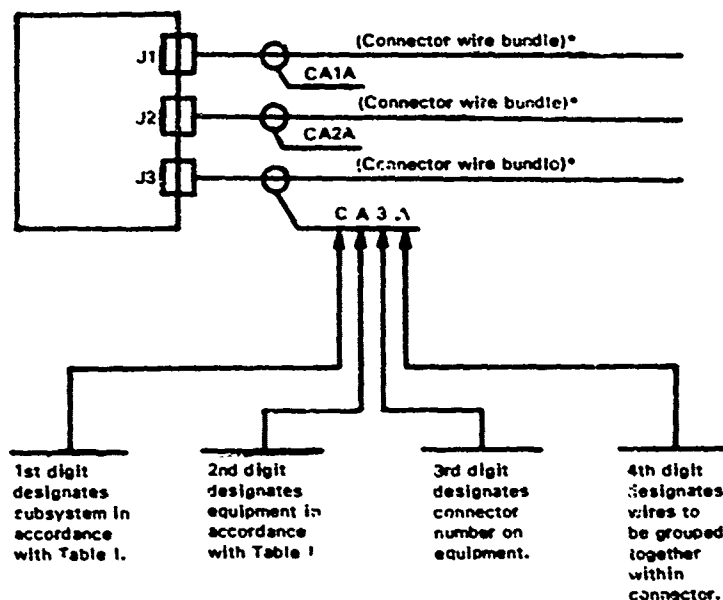 J1
(Connector wire bundle)*
CA1A
J2
(Connector wire bundle)*
CA2A
J3
(Connector wire bundle)*
C A 3 A
1st digit
designates
subsystem in
accordance
with Table I.
2nd digit
designates
equipment in
accordance
with Table I
3rd digit
designates
connector
number on
equipment.
4th digit
designates
wires to
be grouped
together
within
connector.